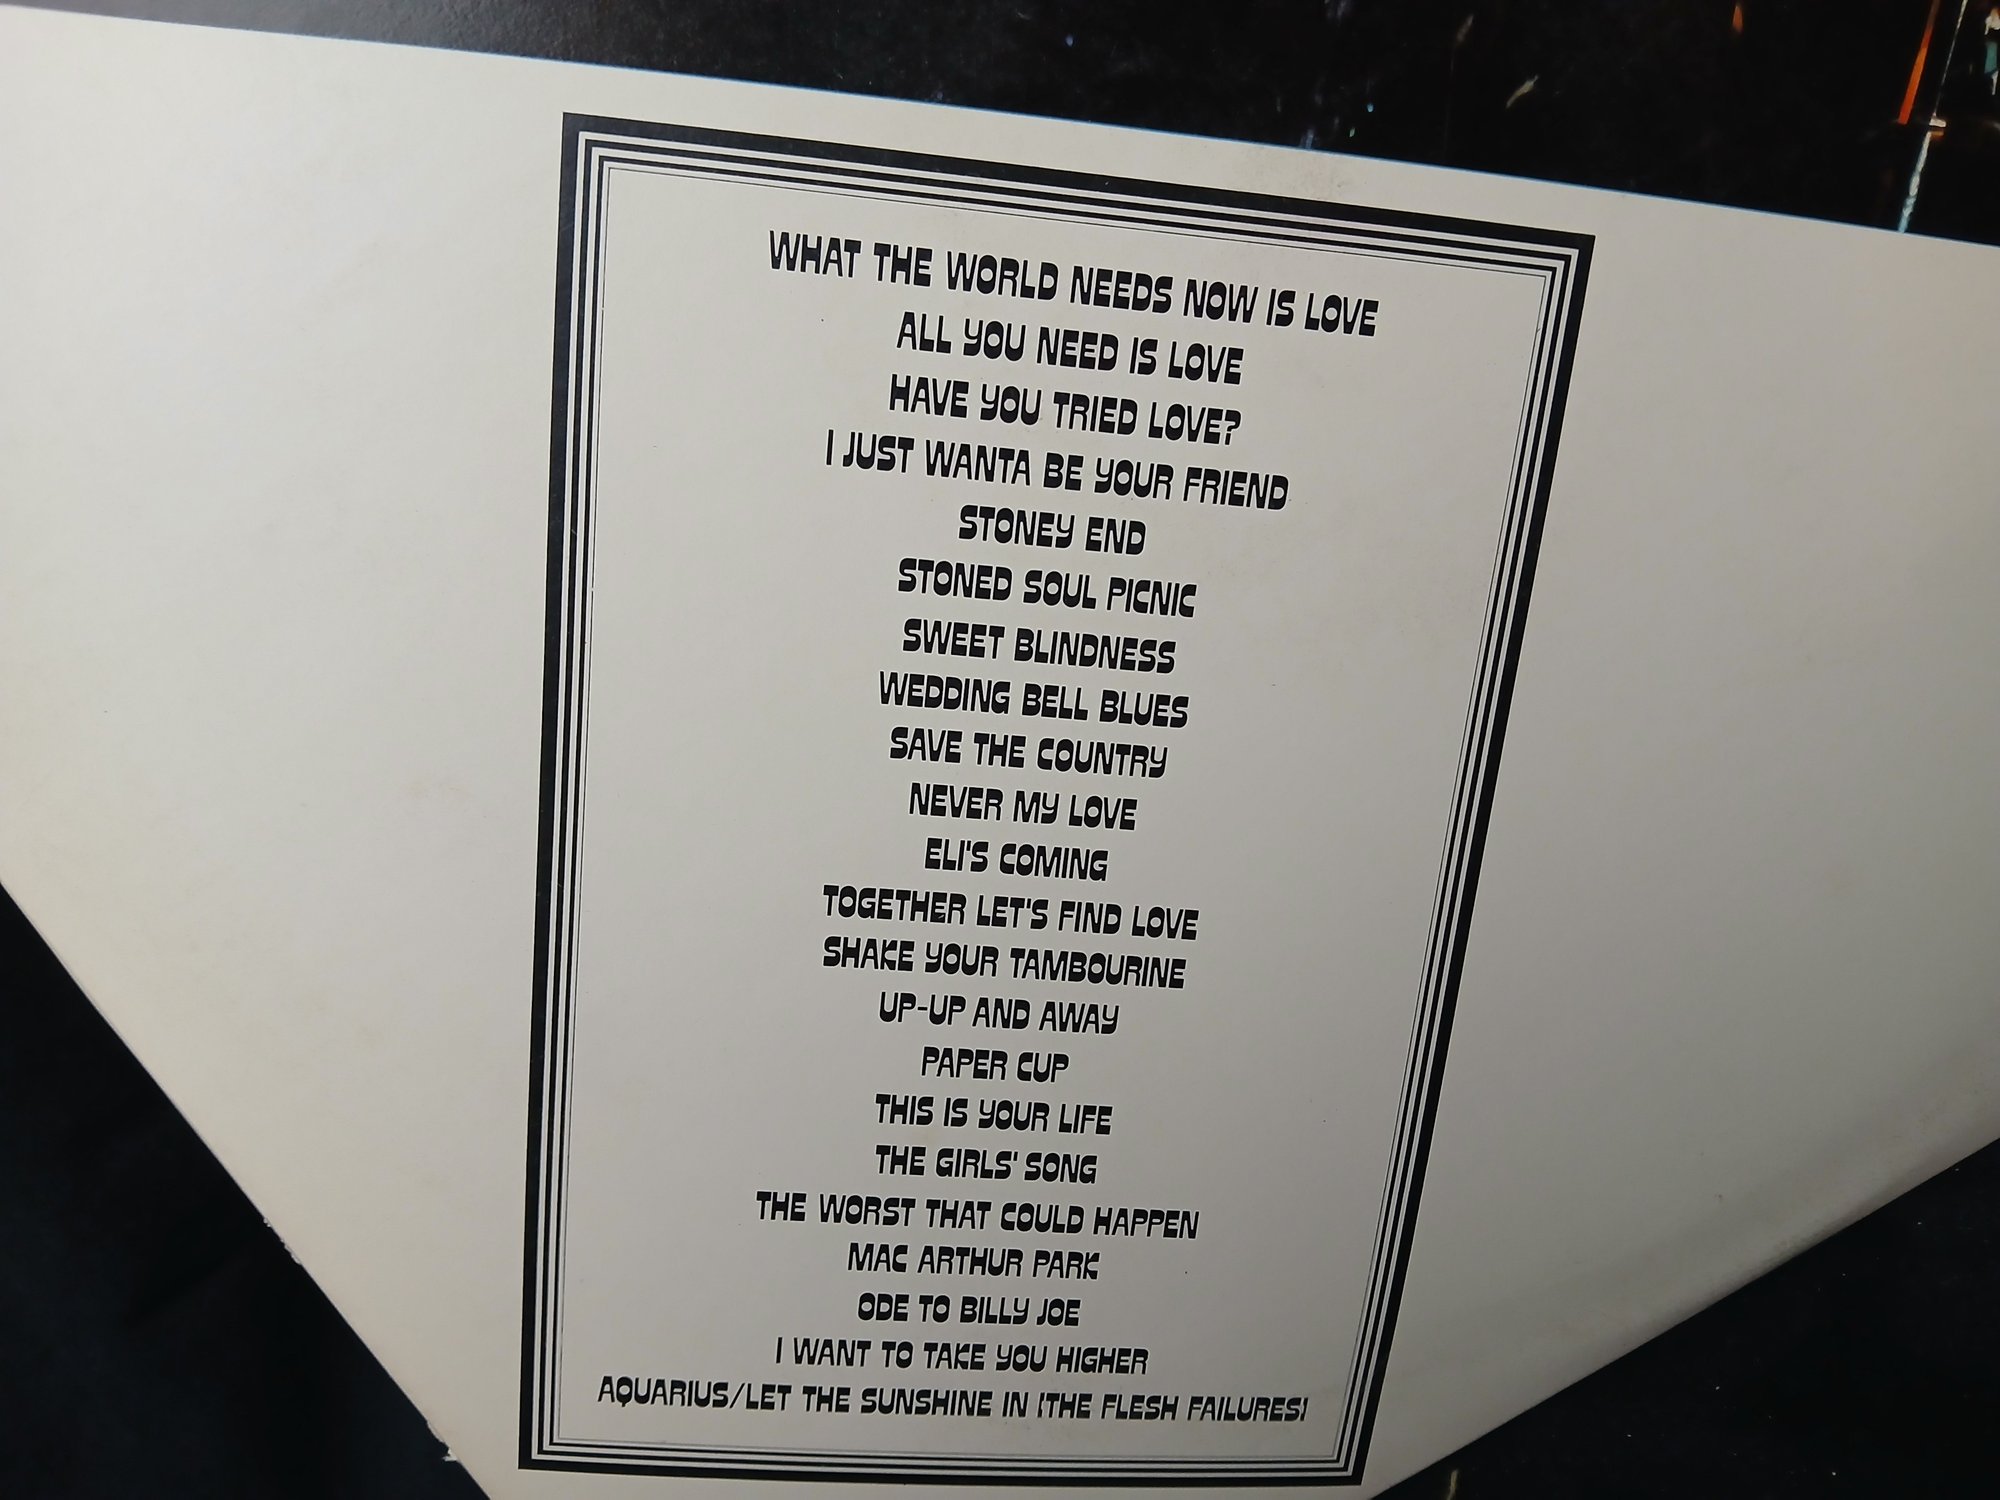 WHAT THE WORLD NEEDS NOW IS LOVE
ALL YOU NEED IS LOVE
HAVE YOU TRIED LOVE?
I JUST WANTA BE YOUR FRIEND
STONEY END
STONED SOUL PICNIC
SWEET BLINDNESS
WEDDING BELL BLUES
SAVE THE COUNTRY
NEVER MY LOVE
ELI'S COMING
TOGETHER LET'S FIND LOVE
SHAKE YOUR TAMBOURINE
UP-UP AND AWAY
PAPER CUP
THIS IS YOUR LIFE
THE GIRLS' SONG
THE WORST THAT COULD HAPPEN
MAC ARTHUR PARK
ODE TO BILLY JOE
I WANT TO TAKE YOU HIGHER
AQUARIUS/LET THE SUNSHINE IN (THE FLESH FAILURES)